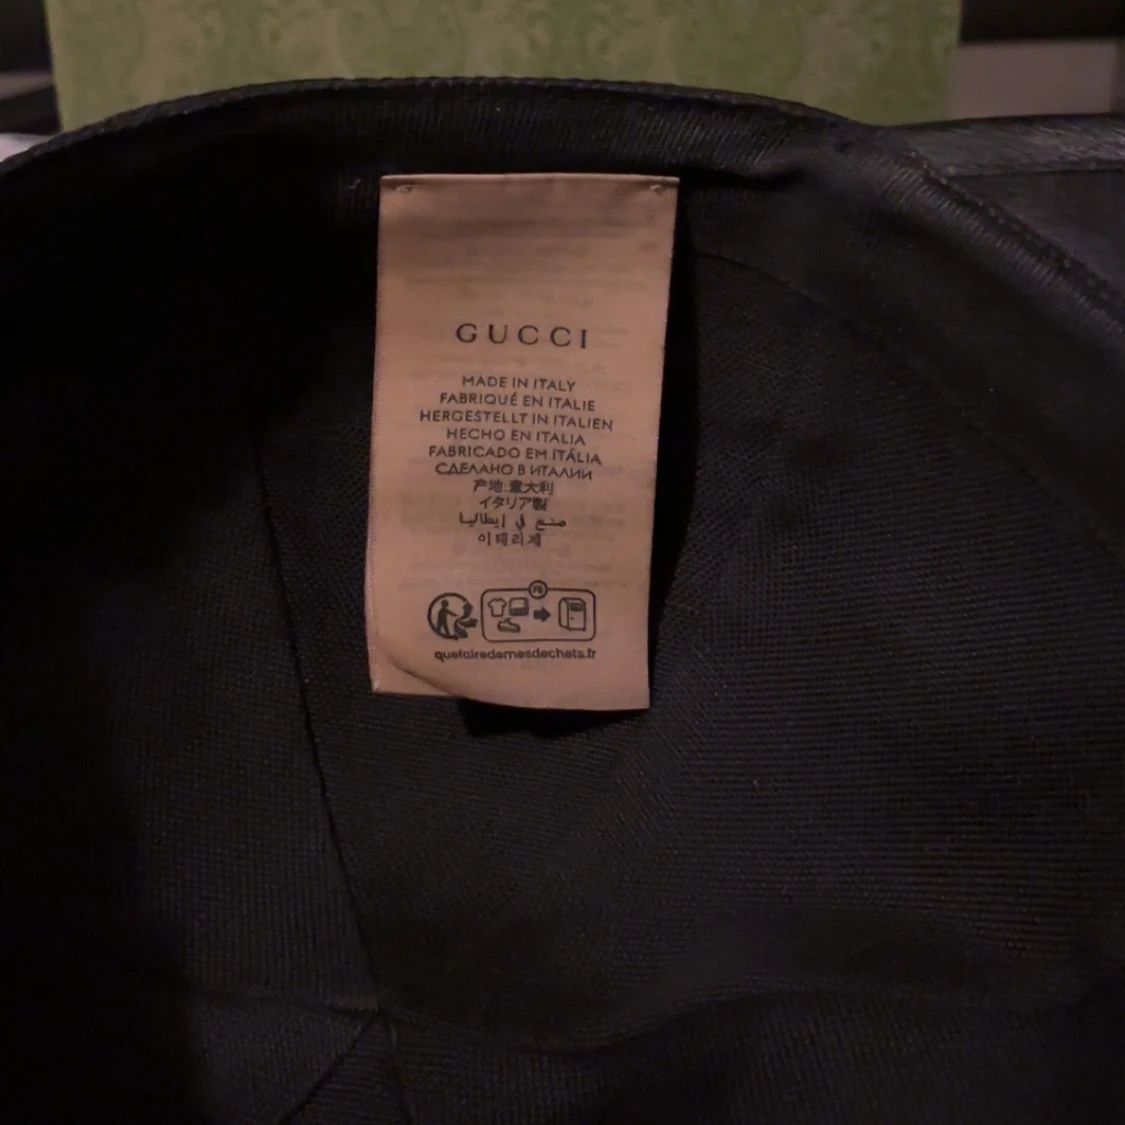 GUCCI
MADE IN ITALY
FABRIQUÉ EN ITALIE
HERGESTELLT IN ITALIEN
HECHO EN ITALIA
FABRICADO EM ITÁLIA
СДЕЛАНО В ИТАЛИИ
产地:意大利
イタリア製
صنع في إيطاليا
이태리제
FR
quefairedemesdechets.fr